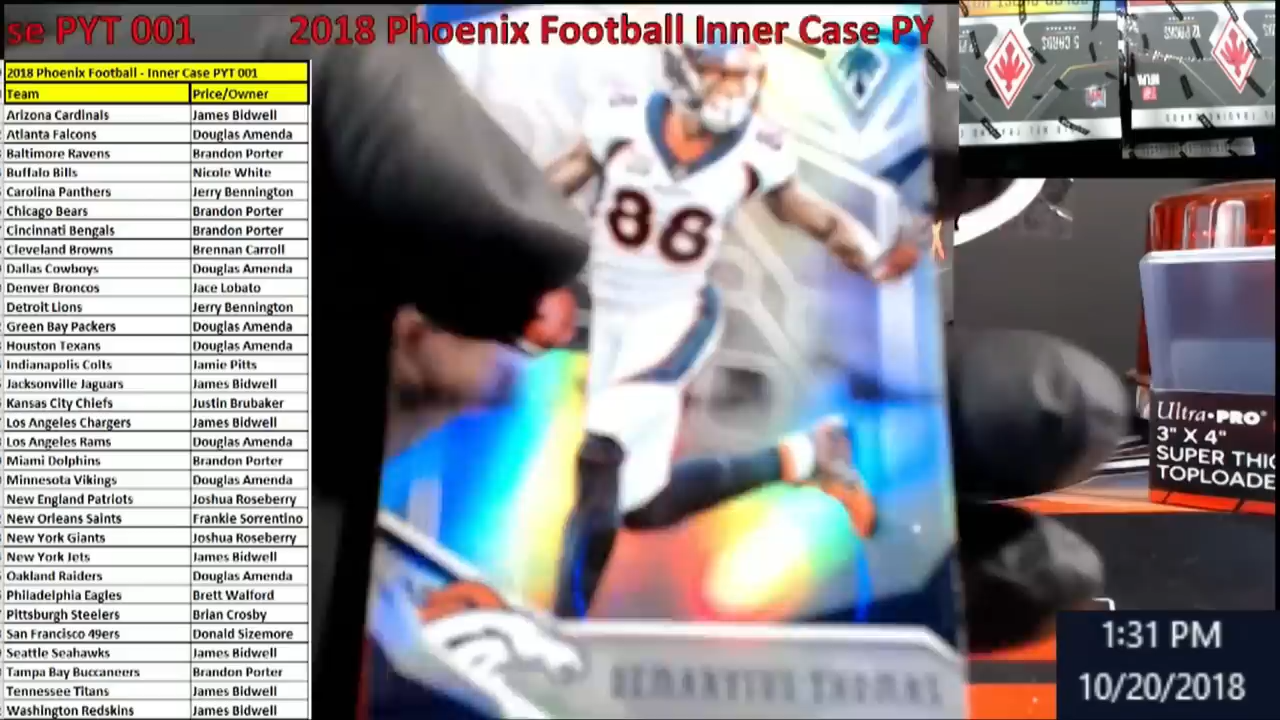 se PYT 001 2018 Phoenix Football Inner Case PY
2018 Phoenix Football - Inner Case PYT 001
Team Price/Owner
Arizona Cardinals James Bidwell
Atlanta Falcons Douglas Amenda
Baltimore Ravens Brandon Porter
Buffalo Bills Nicole White
Carolina Panthers Jerry Bennington
Chicago Bears Brandon Porter
Cincinnati Bengals Brandon Porter
Cleveland Browns Brennan Carroll
Dallas Cowboys Douglas Amenda
Denver Broncos Jace Lobato
Detroit Lions Jerry Bennington
Green Bay Packers Douglas Amenda
Houston Texans Douglas Amenda
Indianapolis Colts Jamie Pitts
Jacksonville Jaguars James Bidwell
Kansas City Chiefs Justin Brubaker
Los Angeles Chargers James Bidwell
Los Angeles Rams Douglas Amenda
Miami Dolphins Brandon Porter
Minnesota Vikings Douglas Amenda
New England Patriots Joshua Roseberry
New Orleans Saints Frankie Sorrentino
New York Giants Joshua Roseberry
New York Jets James Bidwell
Oakland Raiders Douglas Amenda
Philadelphia Eagles Brett Walford
Pittsburgh Steelers Brian Crosby
San Francisco 49ers Donald Sizemore
Seattle Seahawks James Bidwell
Tampa Bay Buccaneers Brandon Porter
Tennessee Titans James Bidwell
Washington Redskins James Bidwell
88
DEMARYIUS THOMAS
5 CARDS
Ultra•PRO
3" X 4"
SUPER THIC
TOPLOADE
1:31 PM
10/20/2018